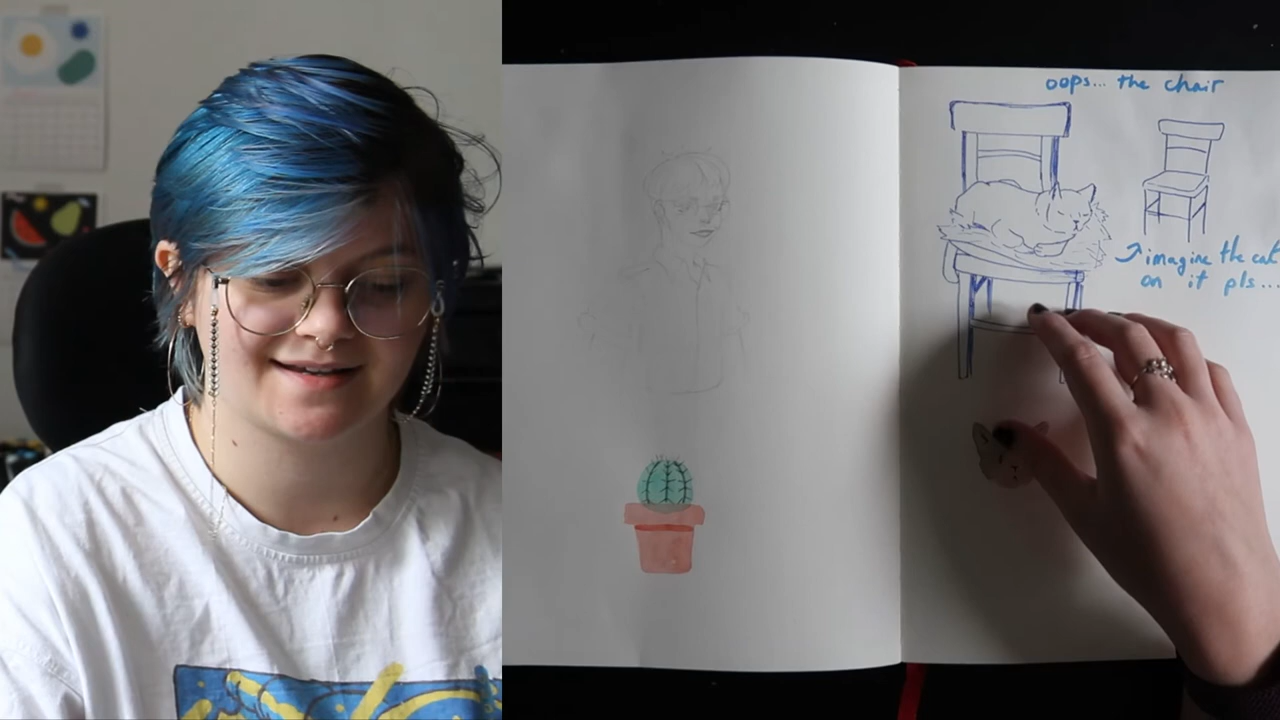 oops... the chair
imagine the cat
on it pls...